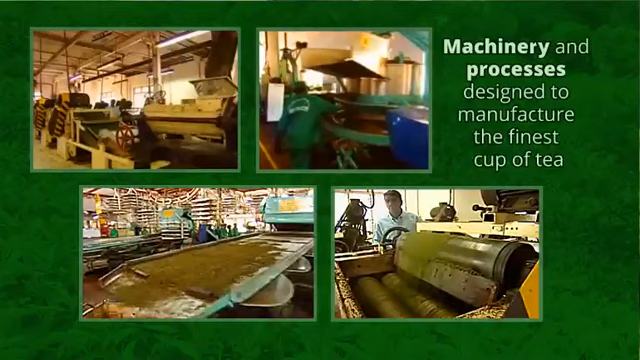 Machinery and
processes
designed to
manufacture
the finest
cup of tea